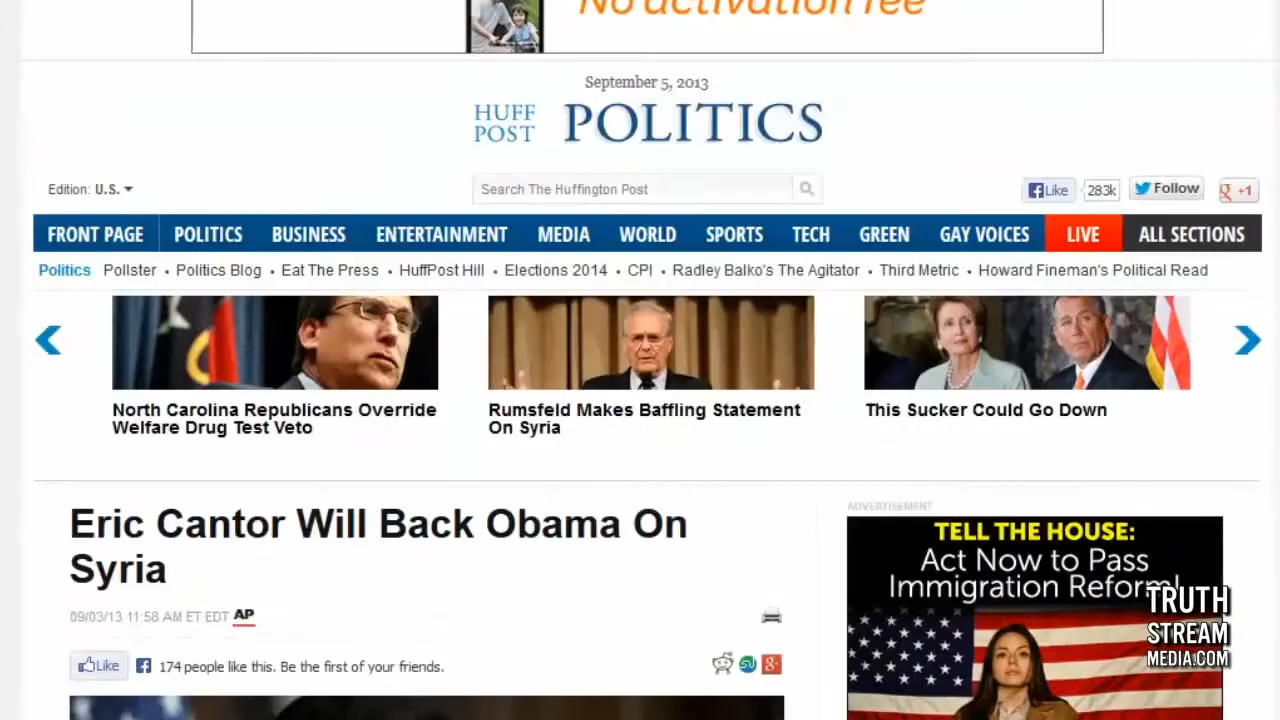 No activation fee
September 5, 2013
HUFF
POST
POLITICS
Edition: U.S.
Search The Huffington Post
Like
283k
Follow
+1
FRONT PAGE
POLITICS
BUSINESS
ENTERTAINMENT
MEDIA
WORLD
SPORTS
TECH
GREEN
GAY VOICES
LIVE
ALL SECTIONS
Politics Pollster • Politics Blog • Eat The Press • HuffPost Hill • Elections 2014 • CPI • Radley Balko's The Agitator • Third Metric • Howard Fineman's Political Read
North Carolina Republicans Override
Welfare Drug Test Veto
Rumsfeld Makes Baffling Statement
On Syria
This Sucker Could Go Down
Eric Cantor Will Back Obama On
Syria
09/03/13 11:58 AM ET EDT AP
Like
174 people like this. Be the first of your friends.
ADVERTISEMENT
TELL THE HOUSE:
Act Now to Pass
Immigration Reform!
TRUTH
STREAM
MEDIA.COM